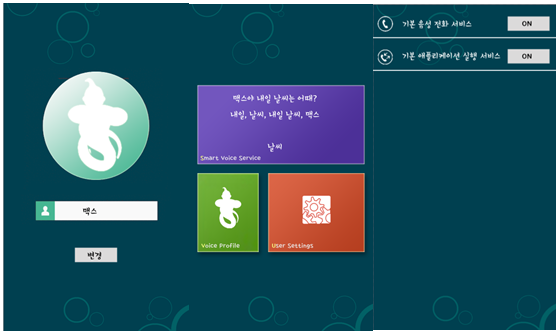 맥스
변경
맥스야 내일 날씨는 어때?
내일, 날씨, 내일 날씨, 맥스
날씨
Smart Voice Service
Voice Profile
User Settings
기본 음성 전화 서비스
ON
기본 애플리케이션 실행 서비스
ON